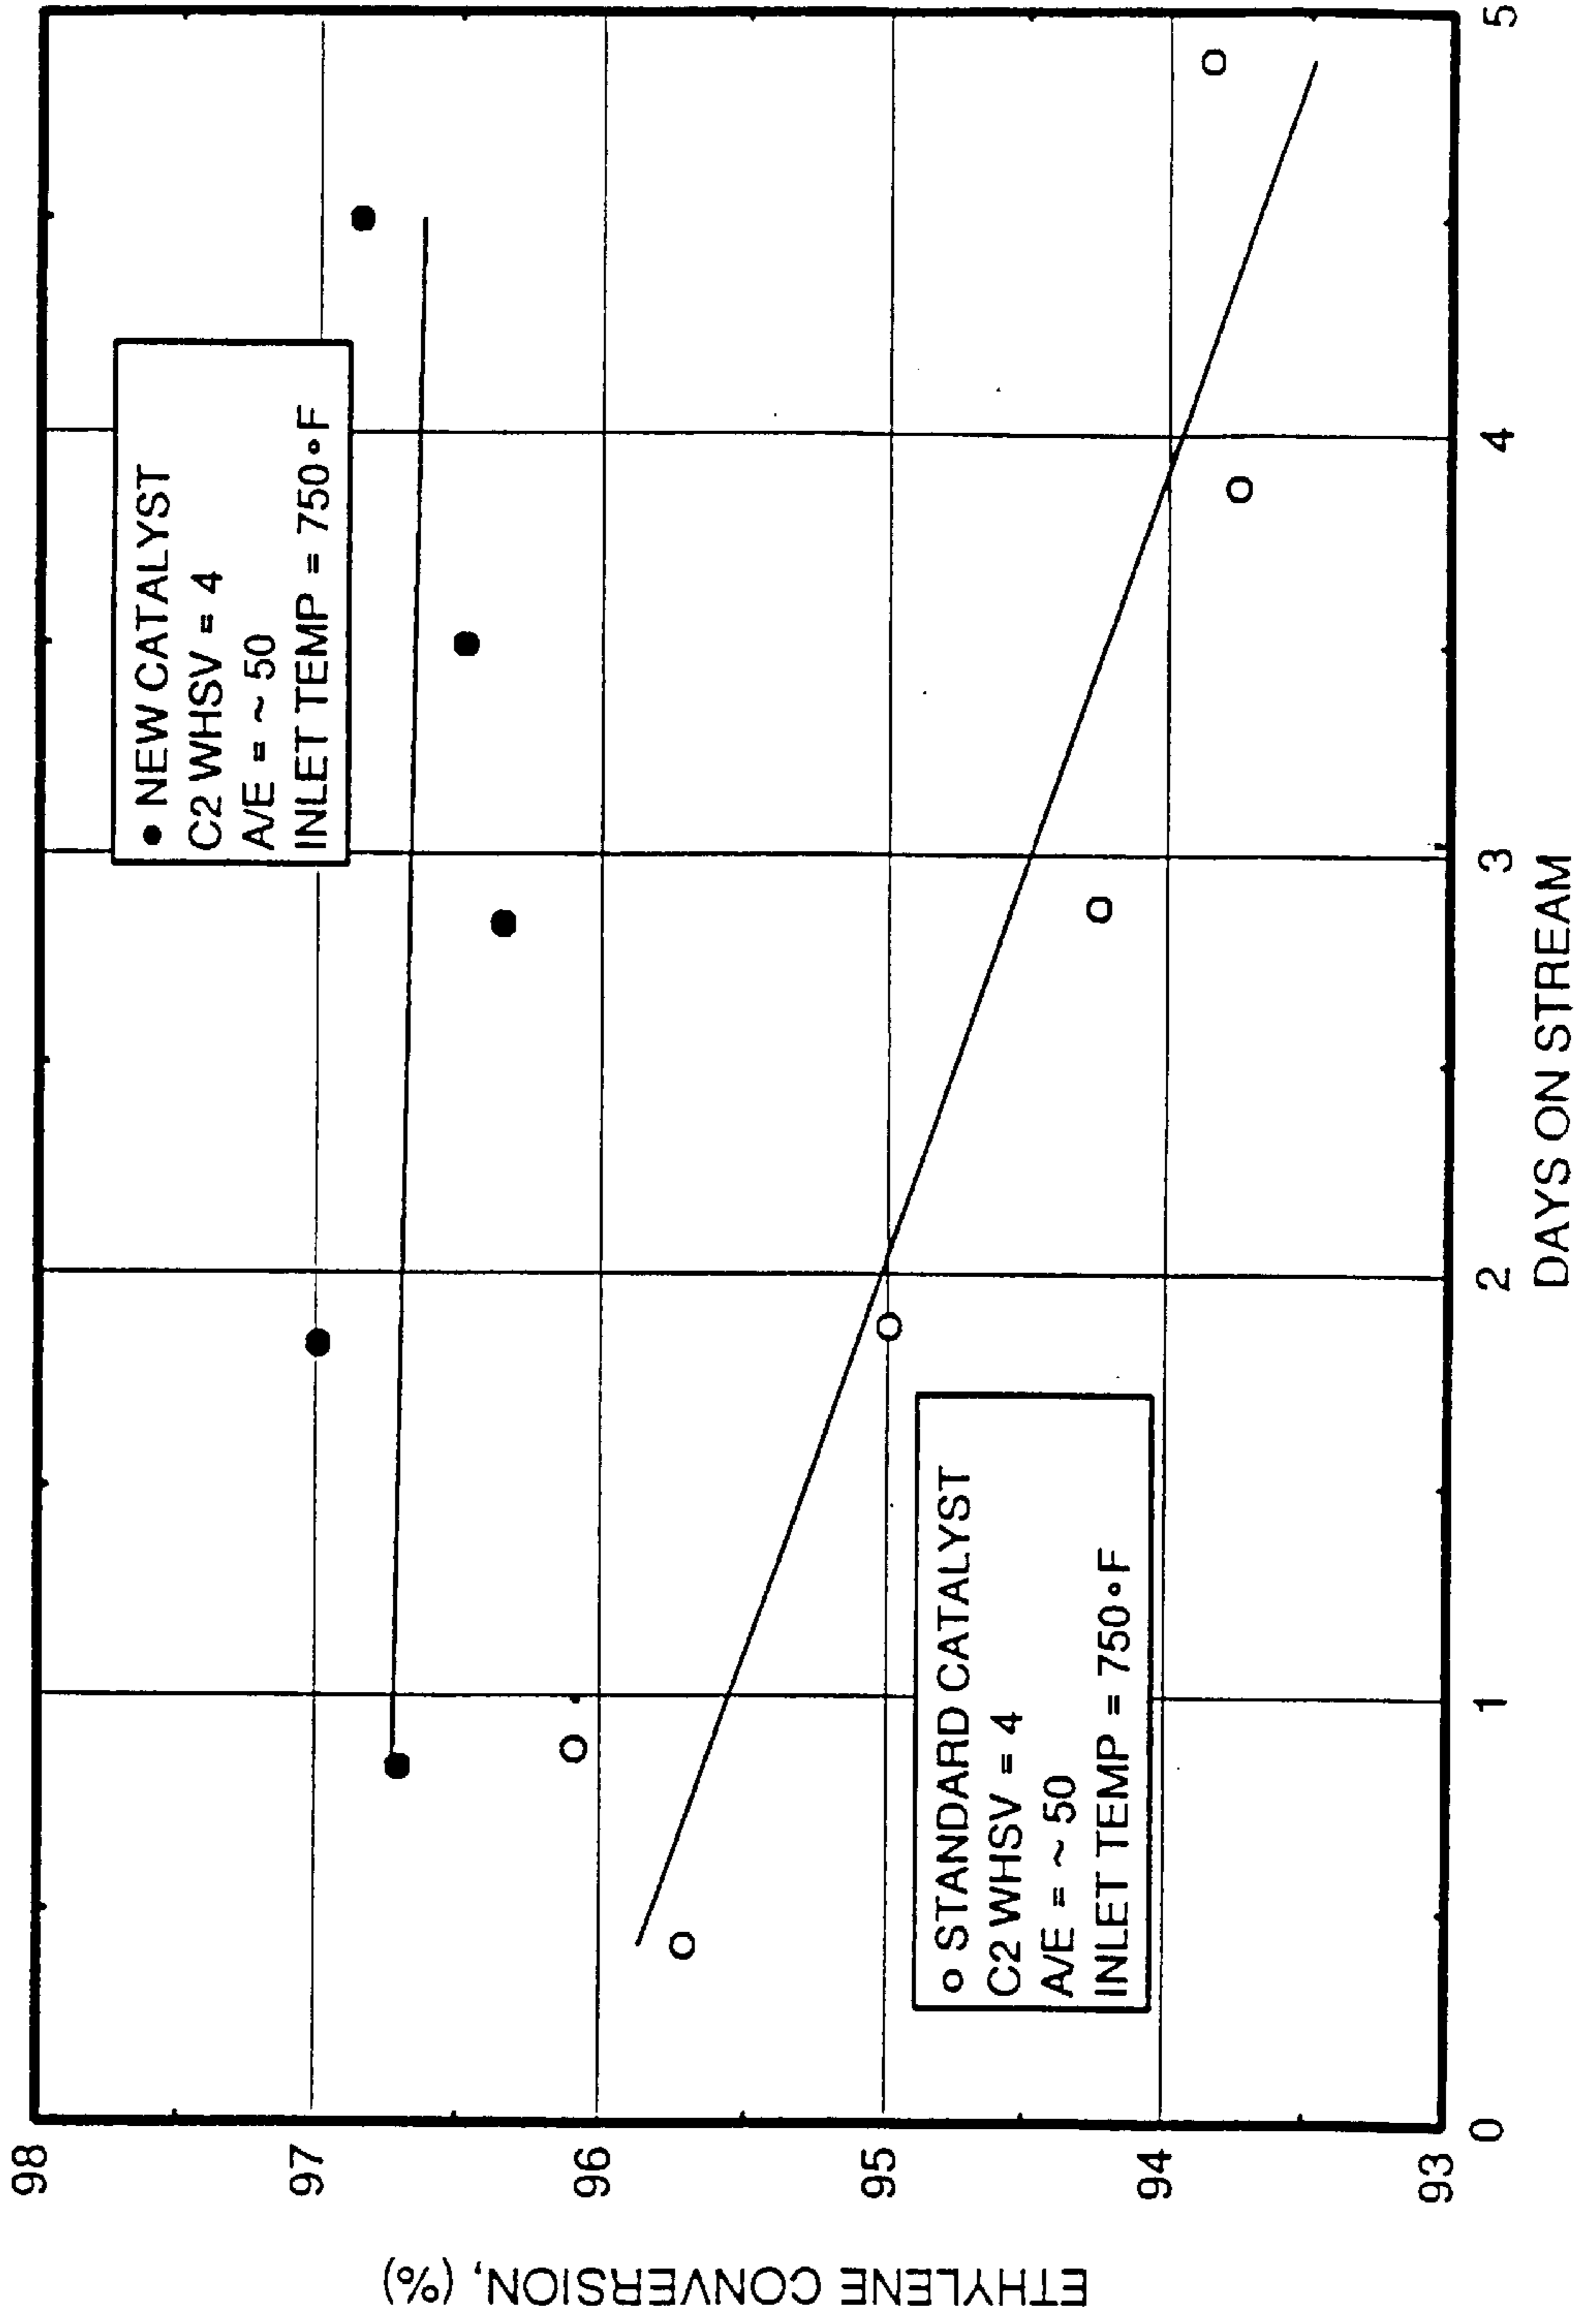 ETHYLENE CONVERSION, (%)
98
97
96
95
94
93
● NEW CATALYST
C2 WHSV = 4
A/E = ~ 50
INLET TEMP = 750°F
○ STANDARD CATALYST
C2 WHSV = 4
A/E = ~ 50
INLET TEMP = 750°F
0
1
2
3
4
5
DAYS ON STREAM